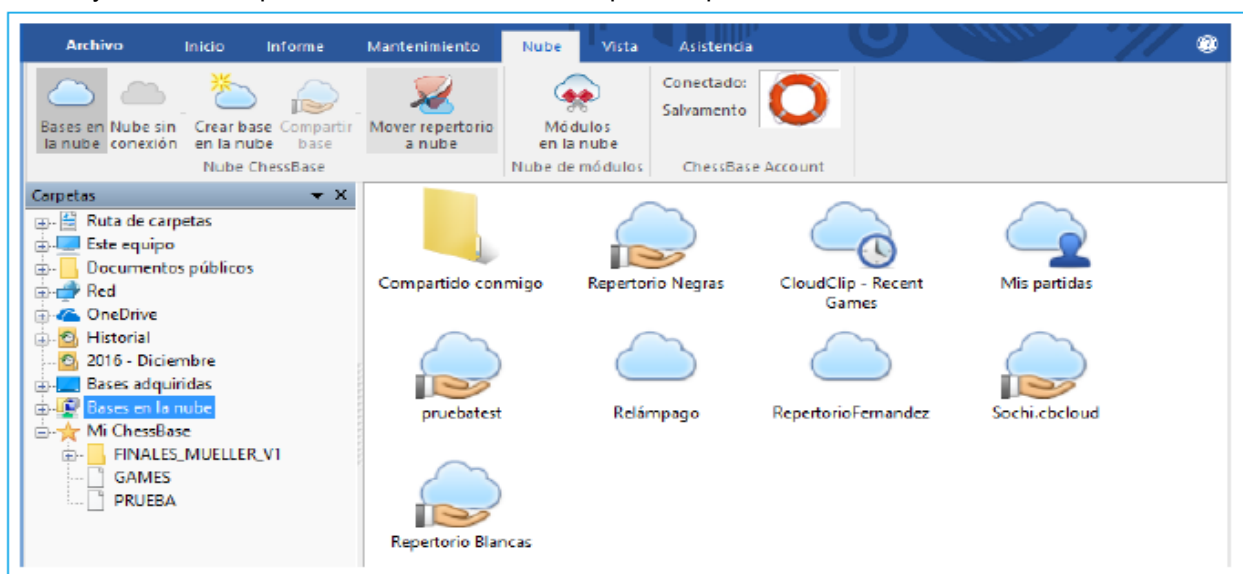 Archivo Inicio Informe Mantenimiento Nube Vista Asistencia
Bases en la nube
Nube sin conexión
Crear base en la nube
Compartir base
Mover repertorio a nube
Nube ChessBase
Módulos en la nube
Nube de módulos
Conectado:
Salvamento
ChessBase Account
Carpetas
Ruta de carpetas
Este equipo
Documentos públicos
Red
OneDrive
Historial
2016 - Diciembre
Bases adquiridas
Bases en la nube
Mi ChessBase
FINALES_MUELLER_V1
GAMES
PRUEBA
Compartido conmigo
Repertorio Negras
CloudClip - Recent
Games
Mis partidas
pruebatest
Relámpago
RepertorioFernandez
Sochi.cbcloud
Repertorio Blancas